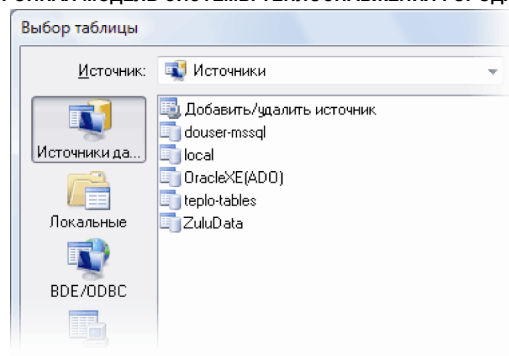 Выбор таблицы
Источник: Источники
Источники да...
Локальные
BDE/ODBC
Добавить/удалить источник
douser-mssql
local
OracleXE(ADO)
teplo-tables
ZuluData